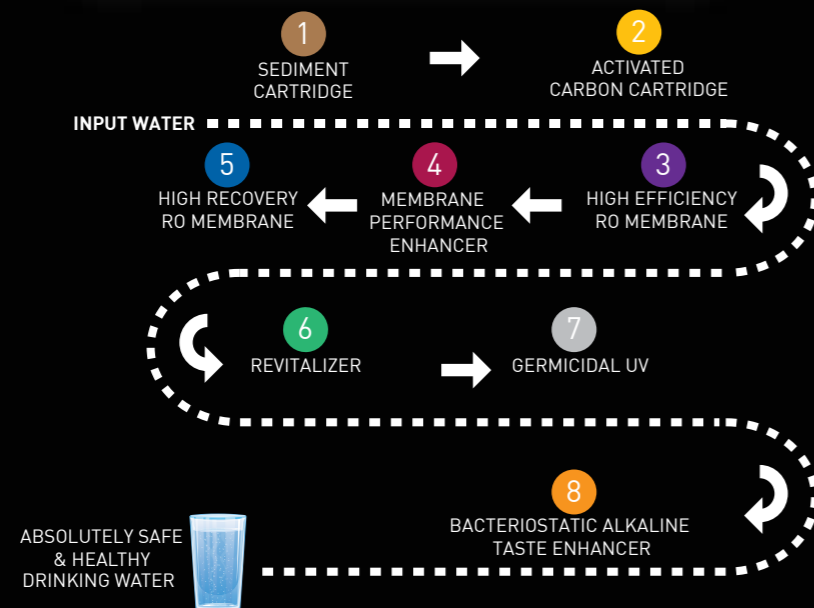 1
SEDIMENT
CARTRIDGE
2
ACTIVATED
CARBON CARTRIDGE
INPUT WATER
5
HIGH RECOVERY
RO MEMBRANE
4
MEMBRANE
PERFORMANCE
ENHANCER
3
HIGH EFFICIENCY
RO MEMBRANE
6
REVITALIZER
7
GERMICIDAL UV
8
BACTERIOSTATIC ALKALINE
TASTE ENHANCER
ABSOLUTELY SAFE
& HEALTHY
DRINKING WATER